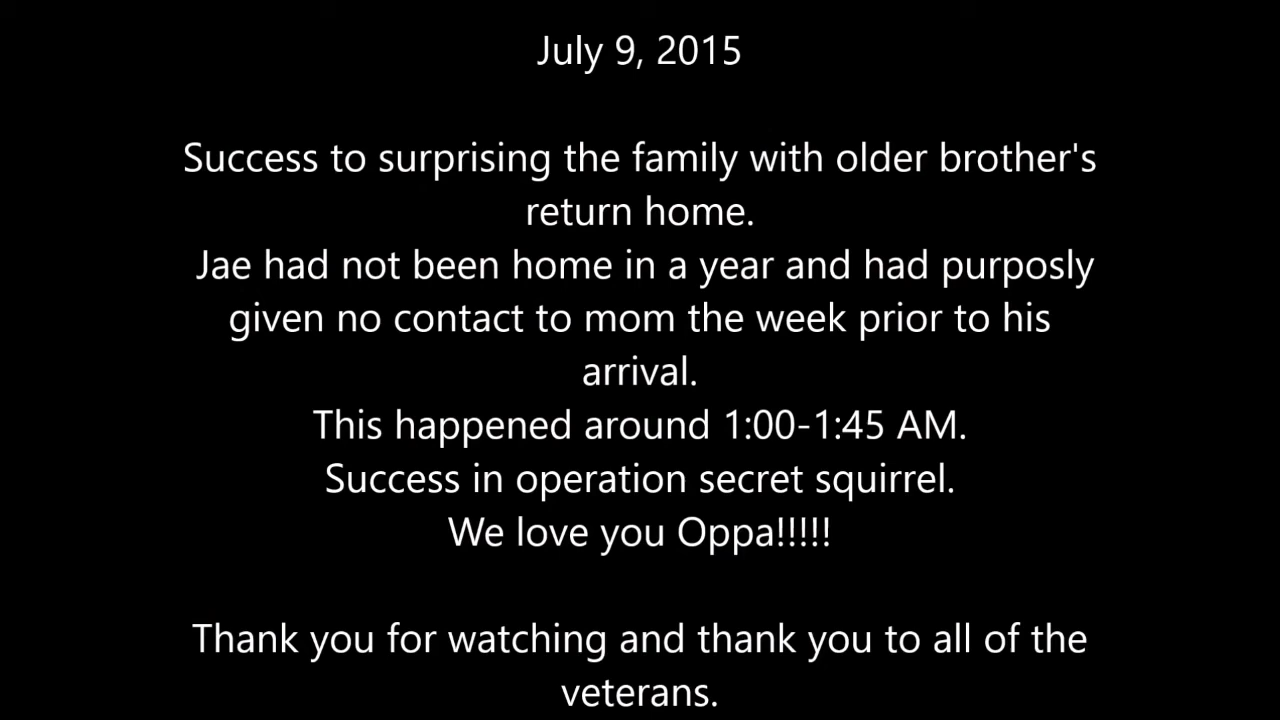 July 9, 2015
Success to surprising the family with older brother's
return home.
Jae had not been home in a year and had purposly
given no contact to mom the week prior to his
arrival.
This happened around 1:00-1:45 AM.
Success in operation secret squirrel.
We love you Oppa!!!!!
Thank you for watching and thank you to all of the
veterans.